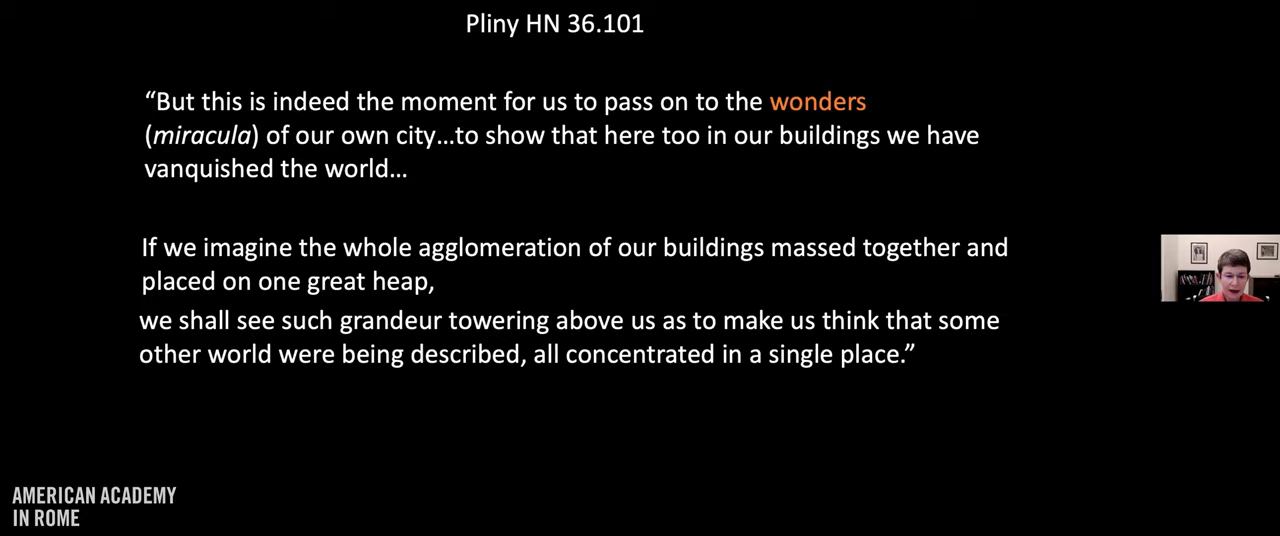 Pliny HN 36.101
“But this is indeed the moment for us to pass on to the wonders
(miracula) of our own city…to show that here too in our buildings we have
vanquished the world…
If we imagine the whole agglomeration of our buildings massed together and
placed on one great heap,
we shall see such grandeur towering above us as to make us think that some
other world were being described, all concentrated in a single place.”
AMERICAN ACADEMY
IN ROME